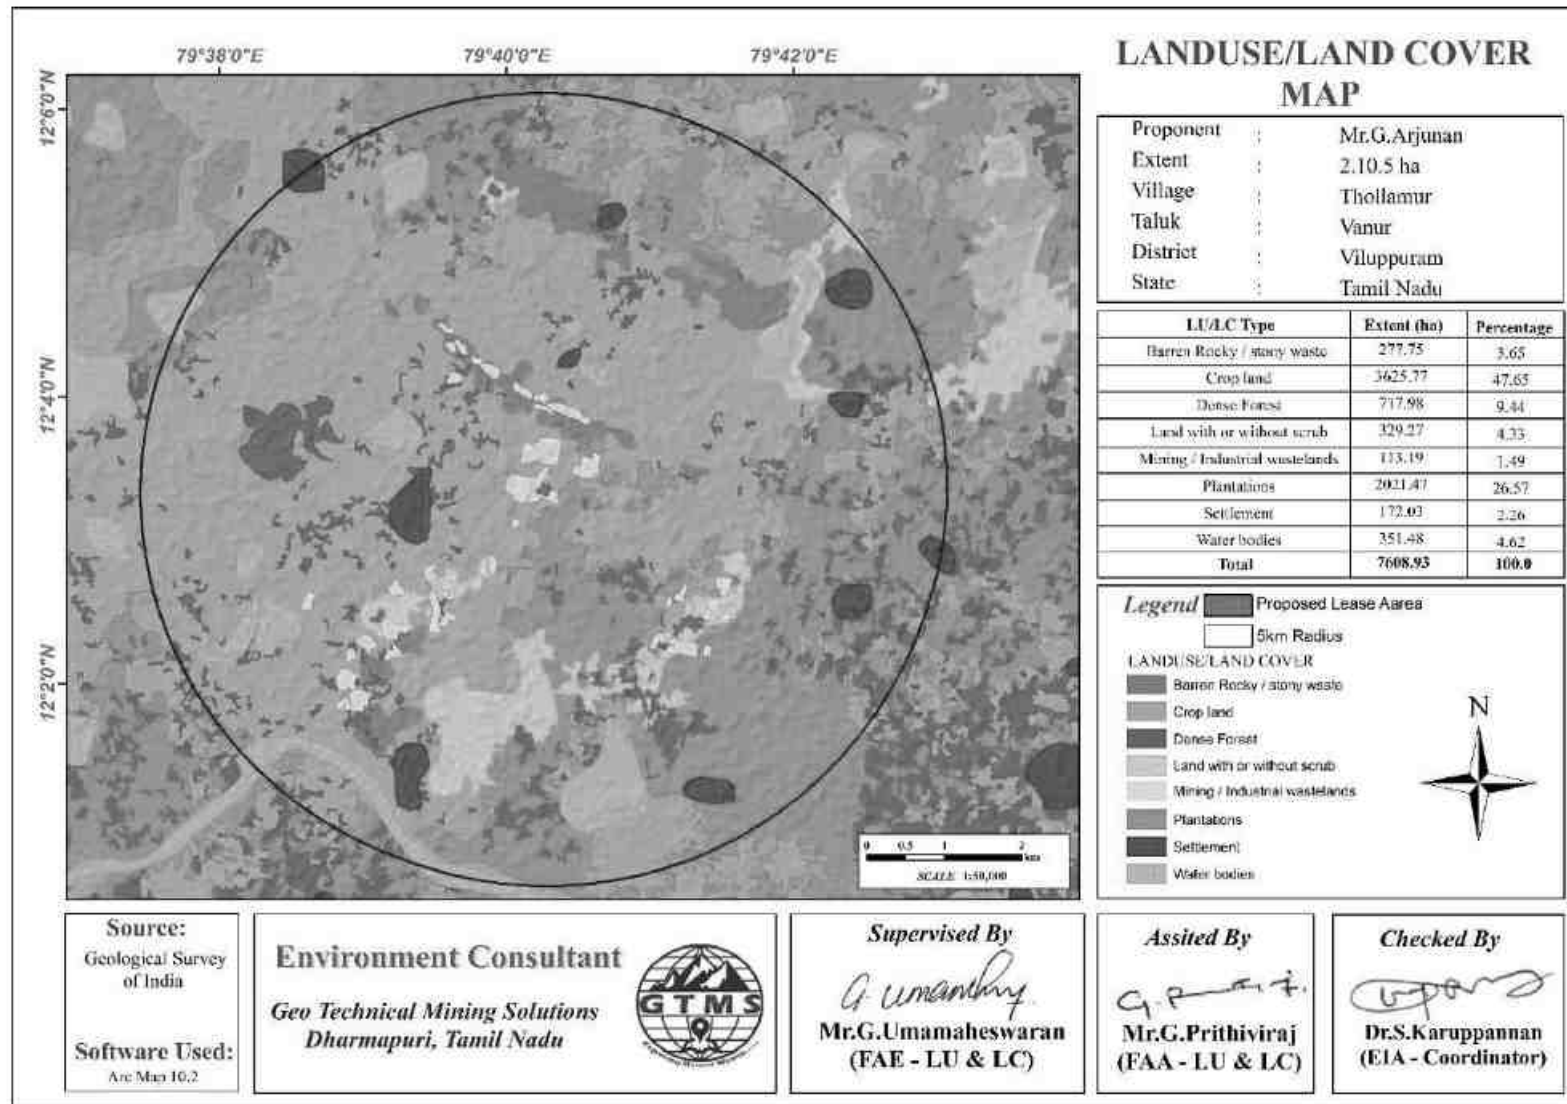 79°38'0"E
79°40'0"E
79°42'0"E
12°6'0"N
12°4'0"N
12°2'0"N
0 0.5 1 2
km
SCALE 1:50,000
LANDUSE/LAND COVER
MAP
Proponent : Mr.G.Arjunan
Extent : 2.10.5 ha
Village : Thollamur
Taluk : Vanur
District : Viluppuram
State : Tamil Nadu
LU/LC Type Extent (ha) Percentage
Barren Rocky / stony waste 277.75 3.65
Crop land 3625.77 47.65
Dense Forest 717.98 9.44
Land with or without scrub 329.27 4.33
Mining / Industrial wastelands 113.19 1.49
Plantations 2021.47 26.57
Settlement 172.03 2.26
Water bodies 351.48 4.62
Total 7608.93 100.0
Legend Proposed Lease Aarea
5km Radius
LANDUSE/LAND COVER
Barren Rocky / stony waste
Crop land
Dense Forest
Land with or without scrub
Mining / Industrial wastelands
Plantations
Settlement
Water bodies
N
Source:
Geological Survey
of India
Software Used:
Arc Map 10.2
Environment Consultant
Geo Technical Mining Solutions
Dharmapuri, Tamil Nadu
GTMS
Supervised By
Mr.G.Umamaheswaran
(FAE - LU & LC)
Assited By
Mr.G.Prithiviraj
(FAA - LU & LC)
Checked By
Dr.S.Karuppannan
(EIA - Coordinator)